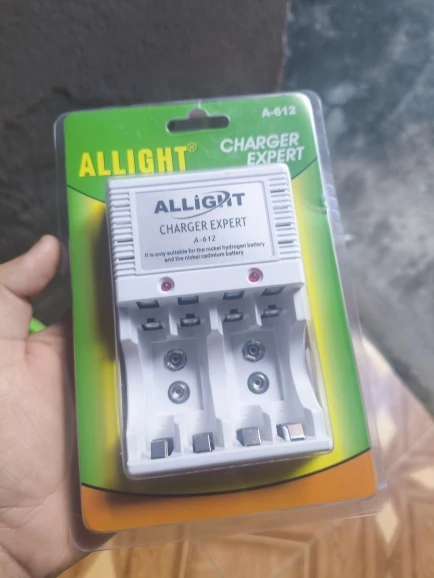 A-612
ALLIGHT®
CHARGER
EXPERT
ALLiGHT
CHARGER EXPERT
A-612
It is only suitible for the nickel hydrogen battery
and the nickel cadmium battery